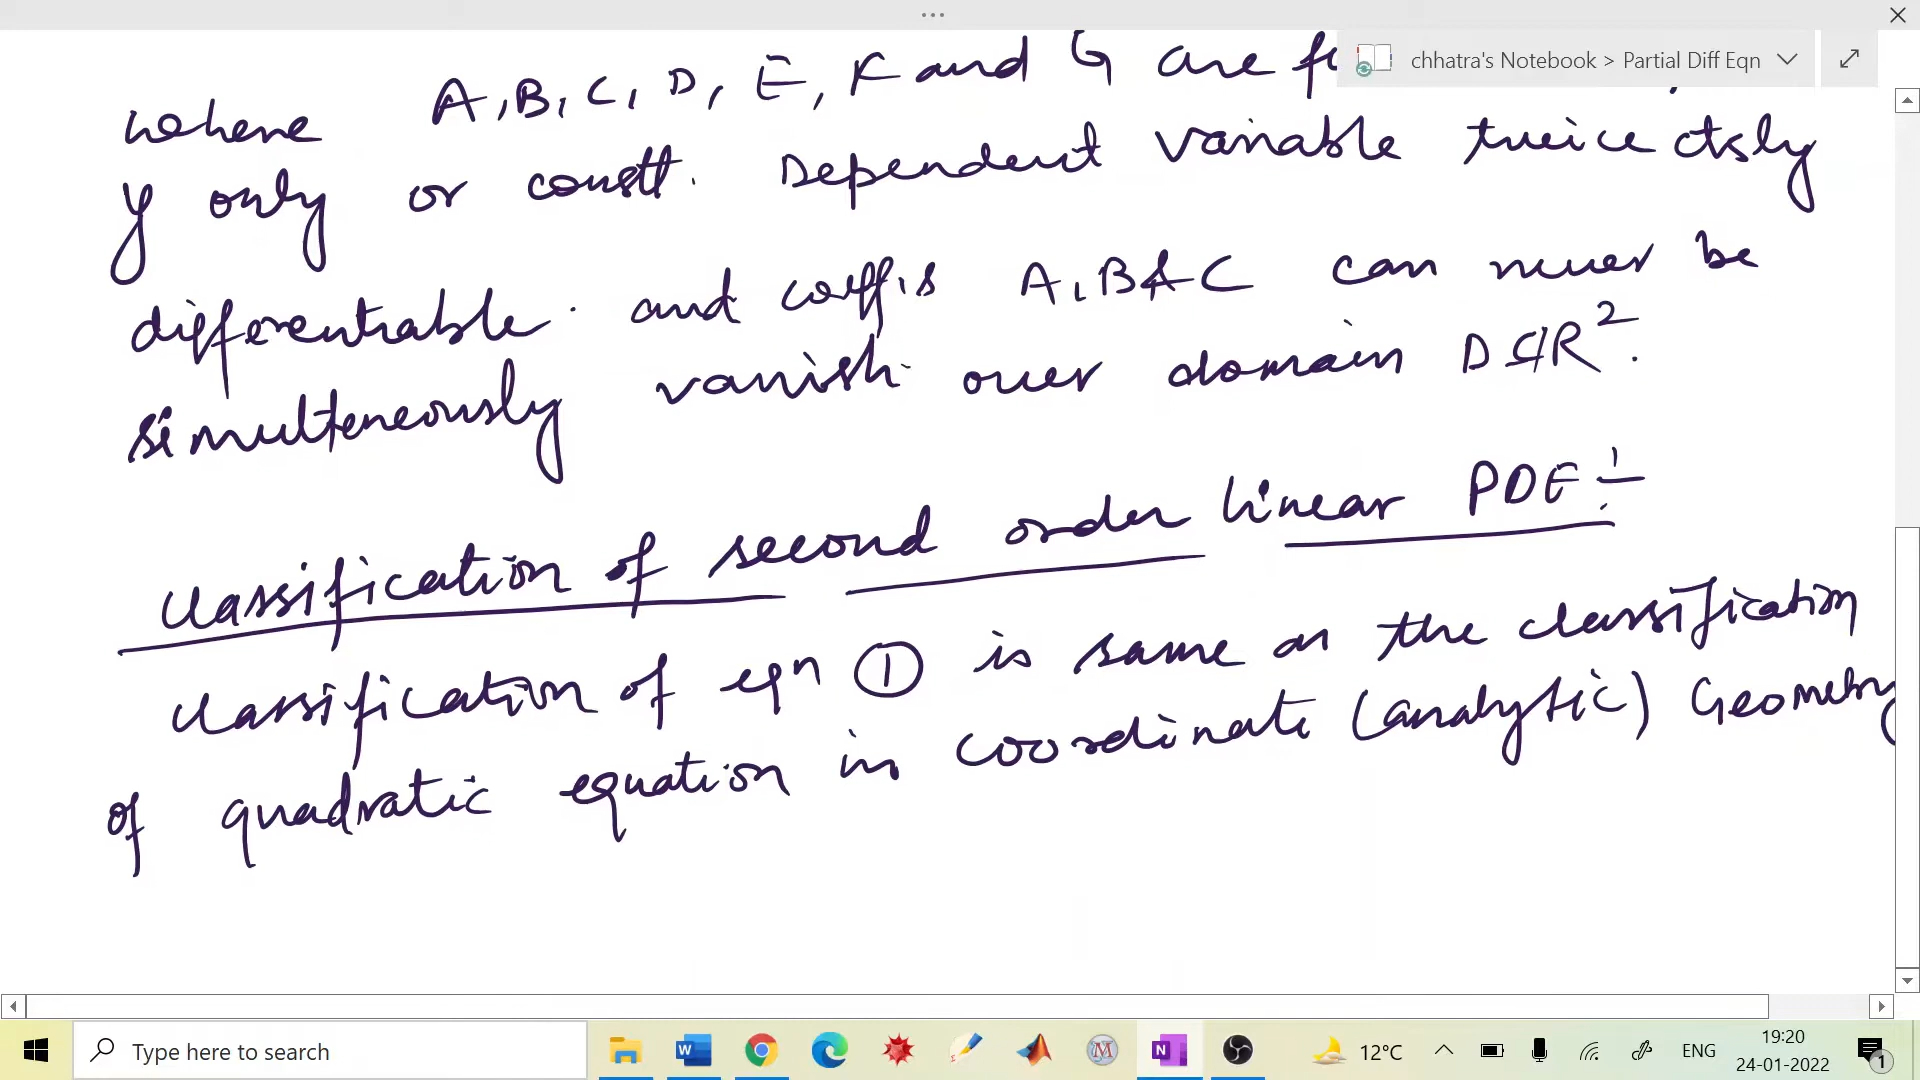 chhatra's Notebook > Partial Diff Eqn
where A, B, C, D, E, F and G are
y only or constt. Dependent variable twice ctsly
differentiable. and coeff.s A, B & C can never be
simulteneously vanish over domain D ⊆ R².
Classification of second order linear PDE :-
Classification of eqn ① is same as the classification
of quadratic equation in coordinate (analytic) Geometry
Type here to search
12°C
ENG
19:20
24-01-2022
1